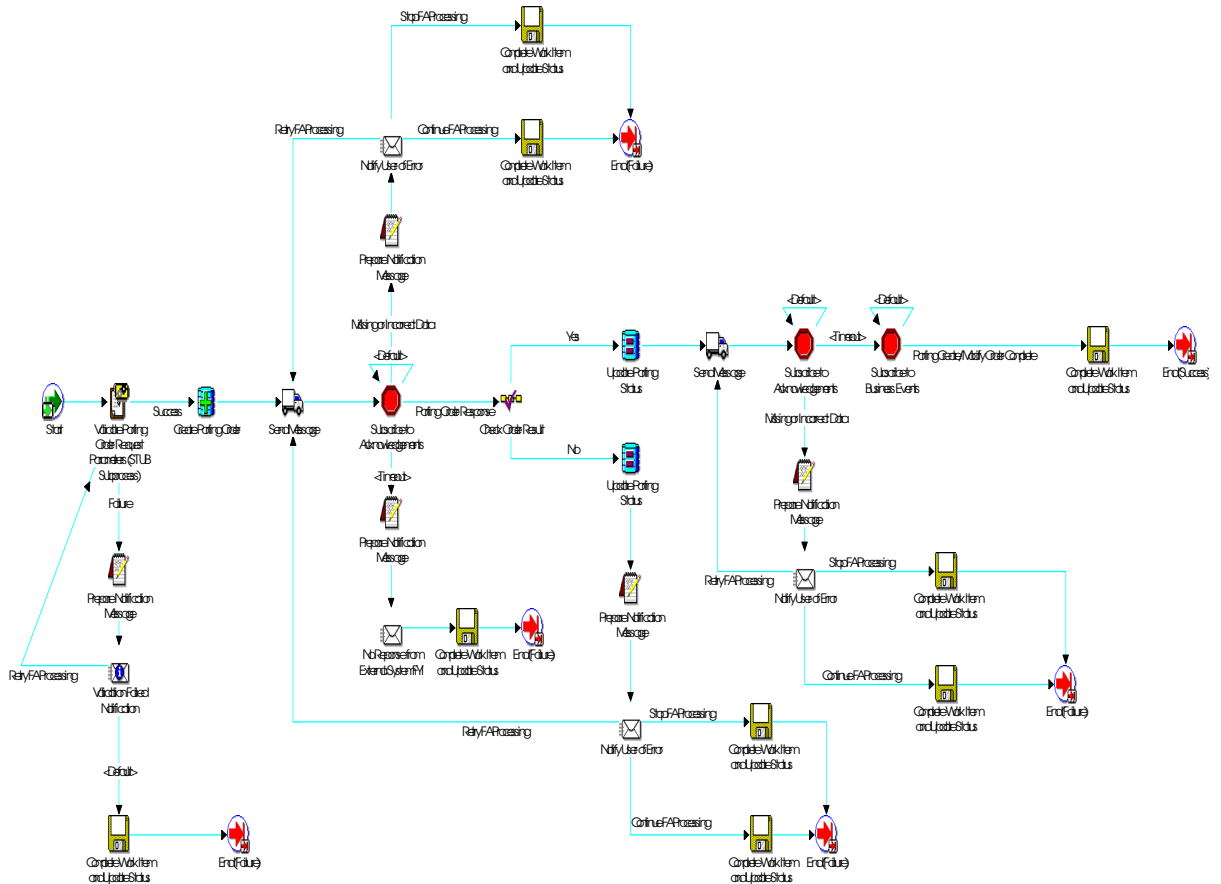 Stop FA Processing
Complete Work Item
and Update Status
Retry FA Processing
Continue FA Processing
Notify User of Error
Complete Work Item
and Update Status
End (Failure)
Prepare Notification
Message
Missing or Incorrect Data
<Default>
Yes
Update Porting
Status
Send Message
<Default>
<Timeout>
<Default>
Subscribe to
Acknowledgements
Subscribe to
Business Events
Porting Create/Modify Order Complete
Complete Work Item
and Update Status
End (Success)
Start
Validate Porting
Order Request
Parameters (STUB
Subprocess)
Success
Create Porting Order
Send Message
Subscribe to
Acknowledgements
Porting Order Response
Check Order Result
Missing or Incorrect Data
No
Update Porting
Status
<Timeout>
Failure
Prepare Notification
Message
Prepare Notification
Message
Prepare Notification
Message
Prepare Notification
Message
Retry FA Processing
Notify User of Error
Stop FA Processing
Complete Work Item
and Update Status
No Reponse from
External System FYI
Complete Work Item
and Update Status
End (Failure)
Retry FA Processing
Validation Failed
Notification
Continue FA Processing
Complete Work Item
and Update Status
End (Failure)
Retry FA Processing
Notify User of Error
Stop FA Processing
Complete Work Item
and Update Status
<Default>
Continue FA Processing
Complete Work Item
and Update Status
End (Failure)
Complete Work Item
and Update Status
End (Failure)